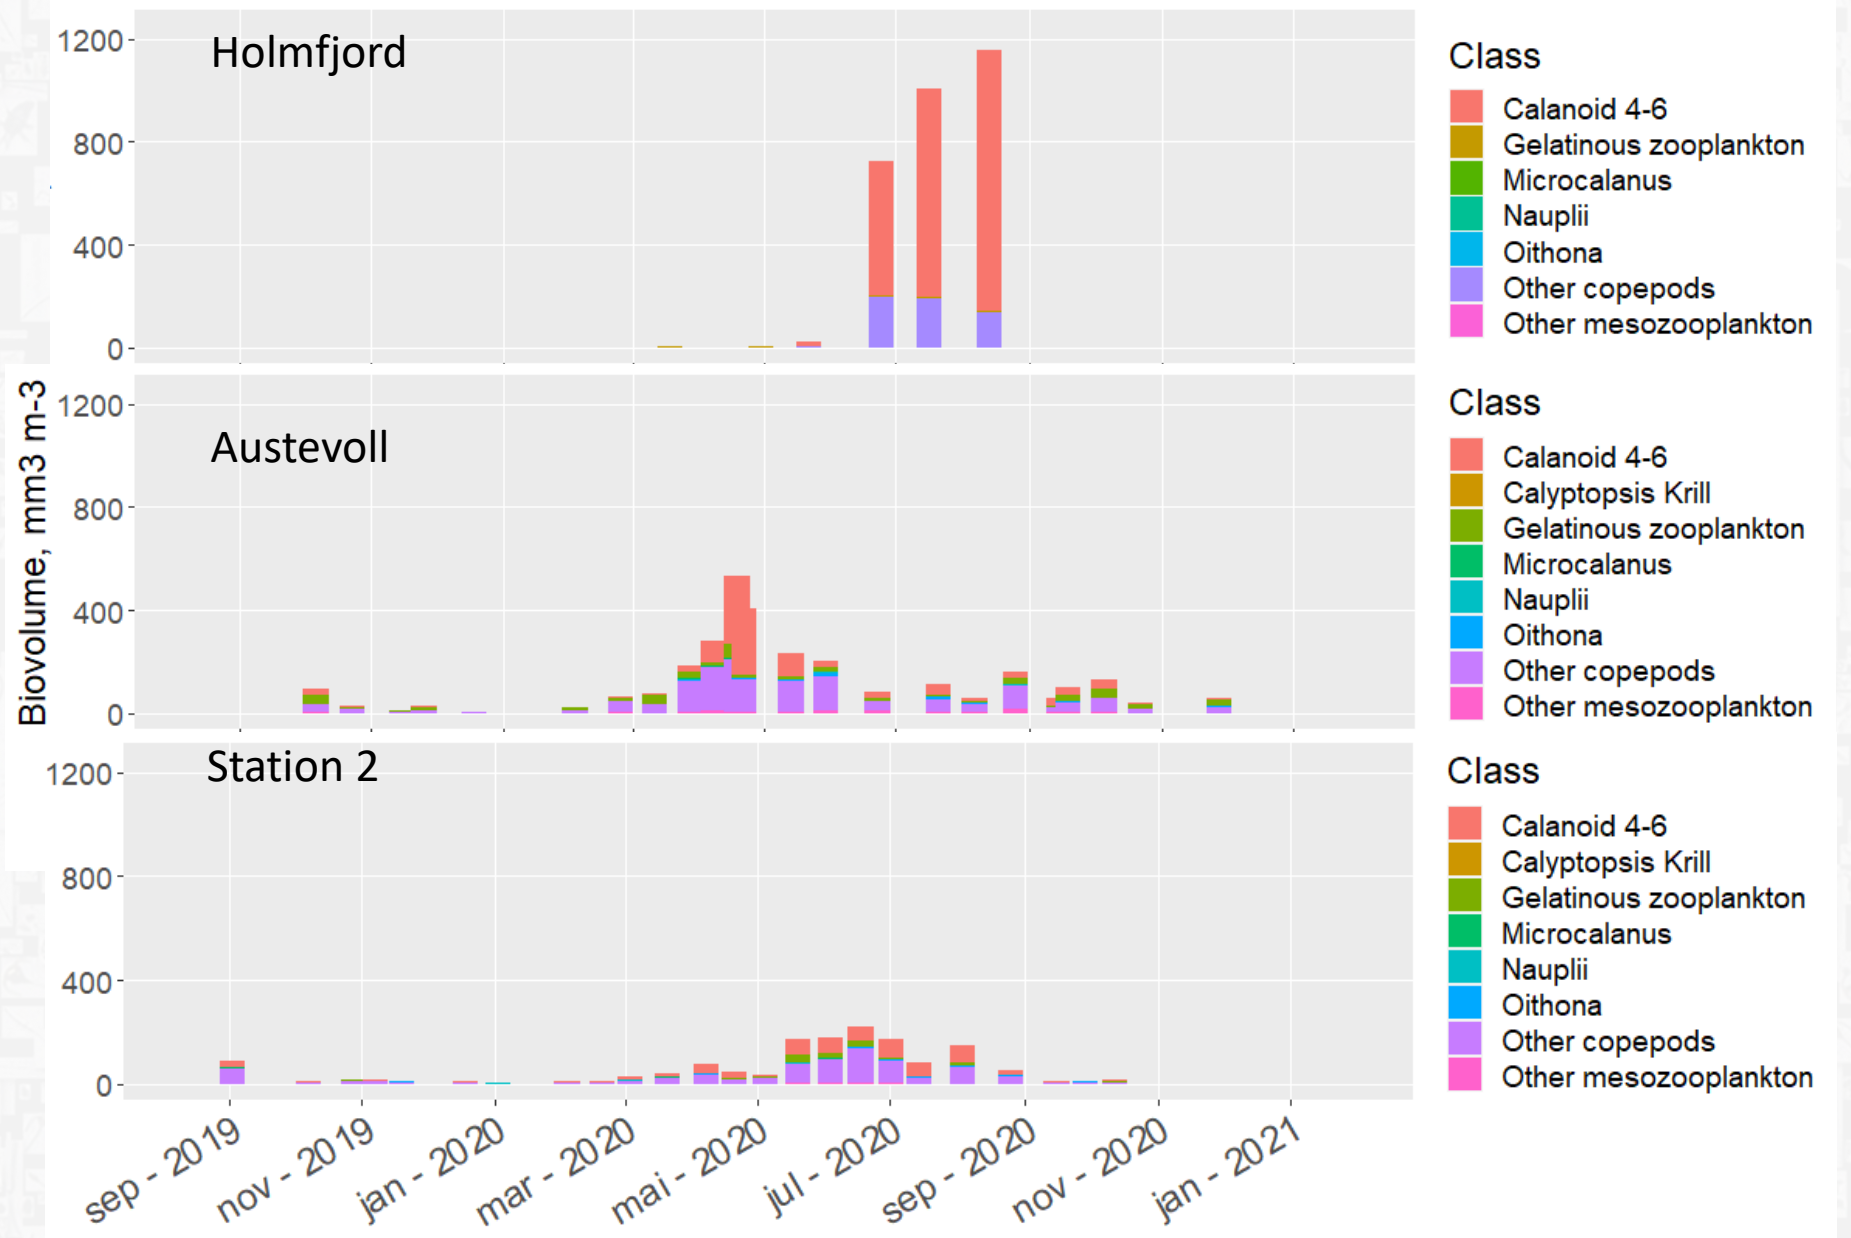 Holmfjord
1200
800
400
0
Class
Calanoid 4-6
Gelatinous zooplankton
Microcalanus
Nauplii
Oithona
Other copepods
Other mesozooplankton
Biovolume, mm3 m-3
Austevoll
1200
800
400
0
Class
Calanoid 4-6
Calyptopsis Krill
Gelatinous zooplankton
Microcalanus
Nauplii
Oithona
Other copepods
Other mesozooplankton
Station 2
1200
800
400
0
Class
Calanoid 4-6
Calyptopsis Krill
Gelatinous zooplankton
Microcalanus
Nauplii
Oithona
Other copepods
Other mesozooplankton
sep - 2019
nov - 2019
jan - 2020
mar - 2020
mai - 2020
jul - 2020
sep - 2020
nov - 2020
jan - 2021